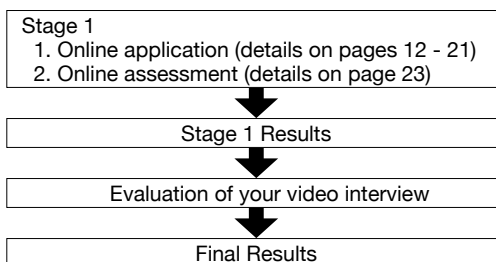 Stage 1
1. Online application (details on pages 12 - 21)
2. Online assessment (details on page 23)
Stage 1 Results
Evaluation of your video interview
Final Results